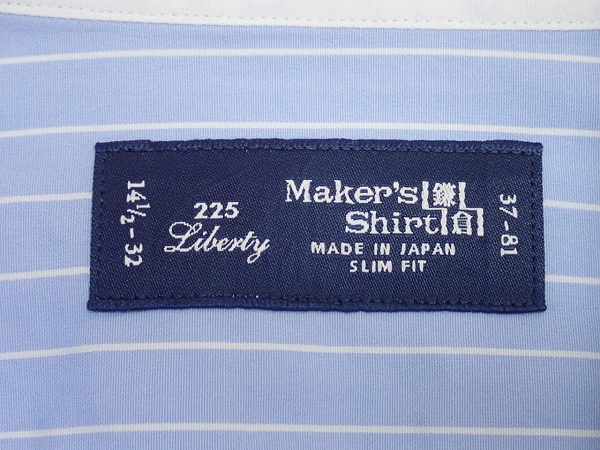 14½-32
225
Liberty
Maker's 鎌
Shirt 倉
MADE IN JAPAN
SLIM FIT
37-81